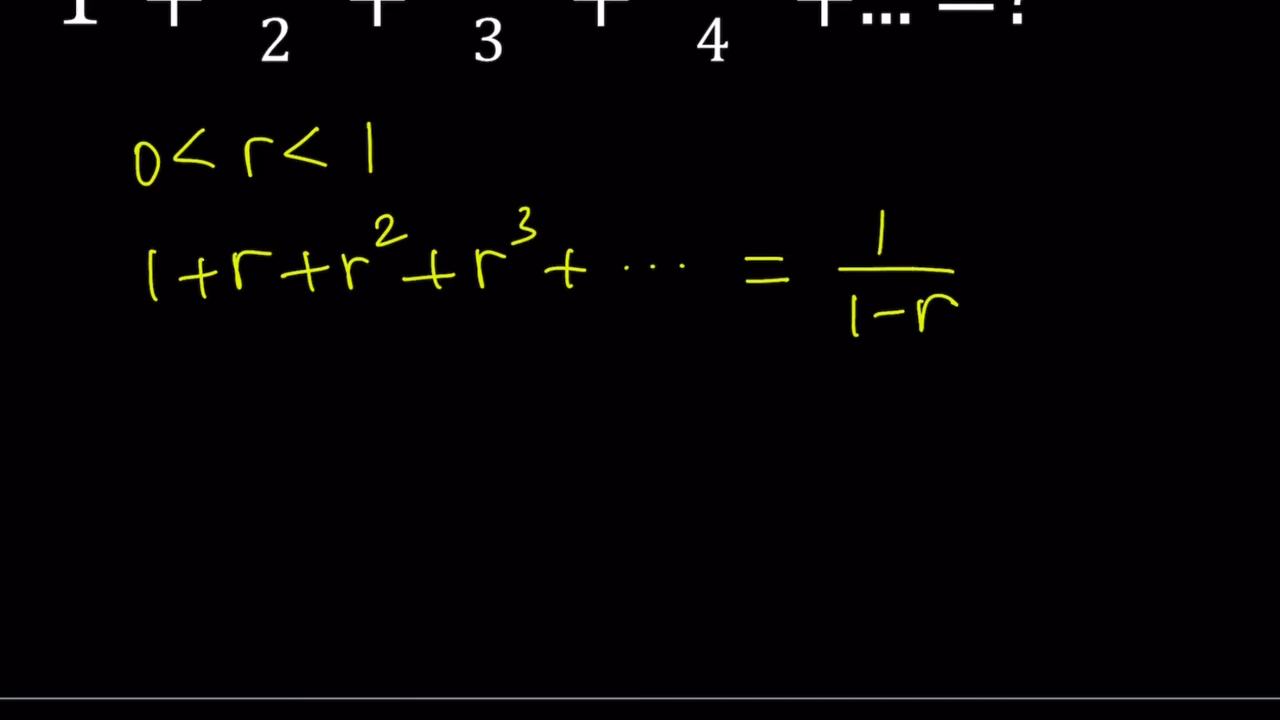 1 + 2 + 3 + 4 +... = ?
0 < r < 1
1 + r + r² + r³ + ··· = 1/(1-r)